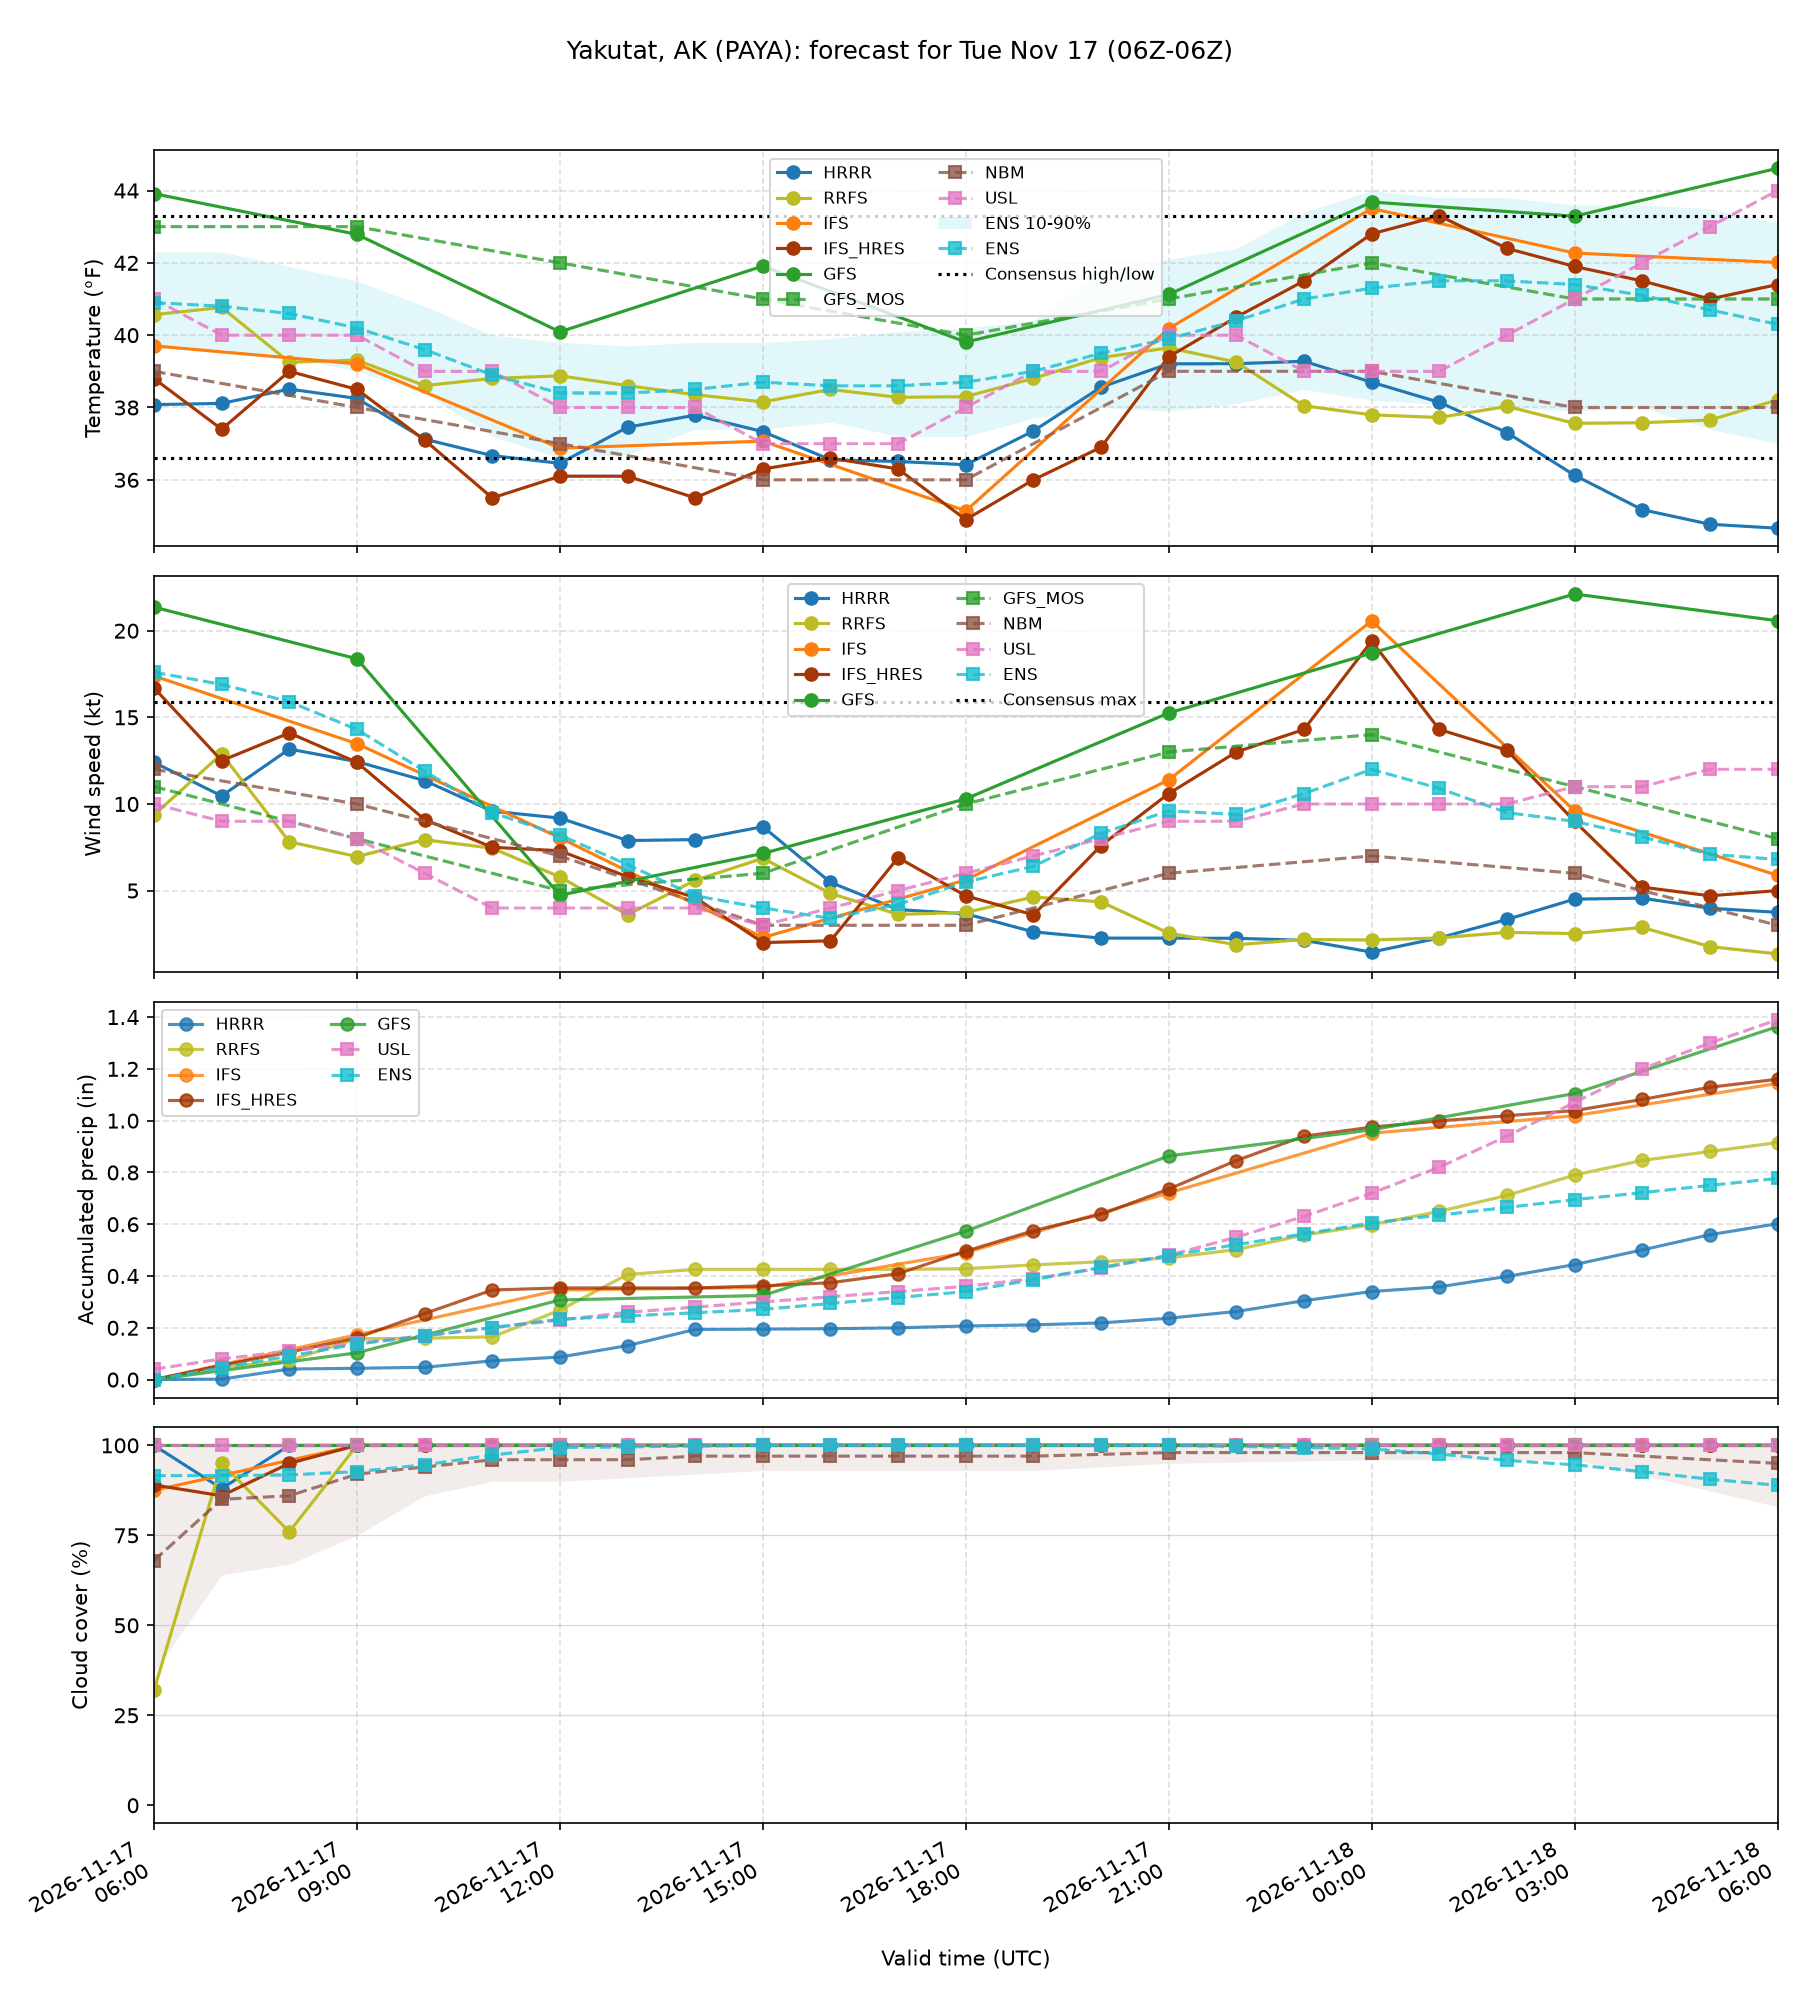 Yakutat, AK (PAYA): forecast for Tue Nov 17 (06Z-06Z)
Temperature (°F)
44
42
40
38
36
HRRR
RRFS
IFS
IFS_HRES
GFS
GFS_MOS
NBM
USL
ENS 10-90%
ENS
Consensus high/low
Wind speed (kt)
20
15
10
5
HRRR
RRFS
IFS
IFS_HRES
GFS
GFS_MOS
NBM
USL
ENS
Consensus max
Accumulated precip (in)
1.4
1.2
1.0
0.8
0.6
0.4
0.2
0.0
HRRR
RRFS
IFS
IFS_HRES
GFS
USL
ENS
Cloud cover (%)
100
75
50
25
0
2026-11-17
06:00
2026-11-17
09:00
2026-11-17
12:00
2026-11-17
15:00
2026-11-17
18:00
2026-11-17
21:00
2026-11-18
00:00
2026-11-18
03:00
2026-11-18
06:00
Valid time (UTC)